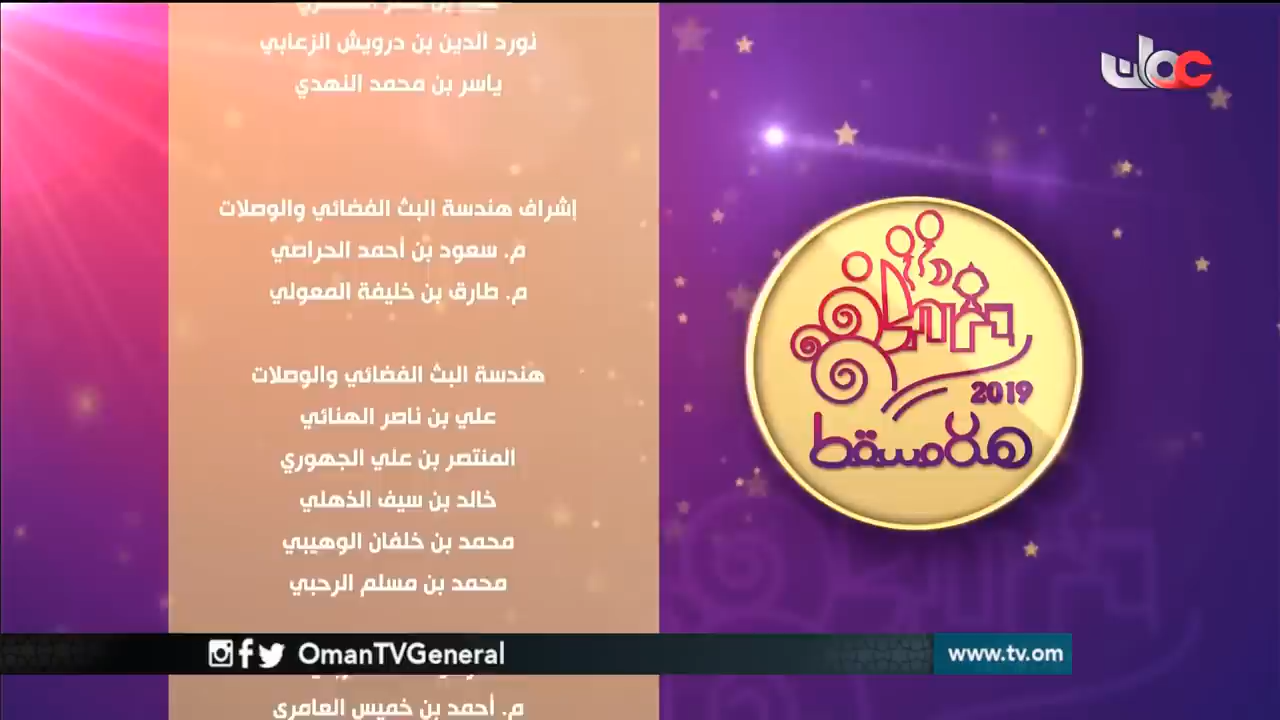 نورد الدين بن درويش الزعابي
ياسر بن محمد النهدي
إشراف هندسة البث الفضائي والوصلات
م. سعود بن أحمد الحراصي
م. طارق بن خليفة المعولي
هندسة البث الفضائي والوصلات
علي بن ناصر الهنائي
المنتصر بن علي الجهوري
خالد بن سيف الذهلي
محمد بن خلفان الوهيبي
محمد بن مسلم الرحبي
م. أحمد بن خميس العامري
عمان
2019
هلا مسقط
OmanTVGeneral
www.tv.om